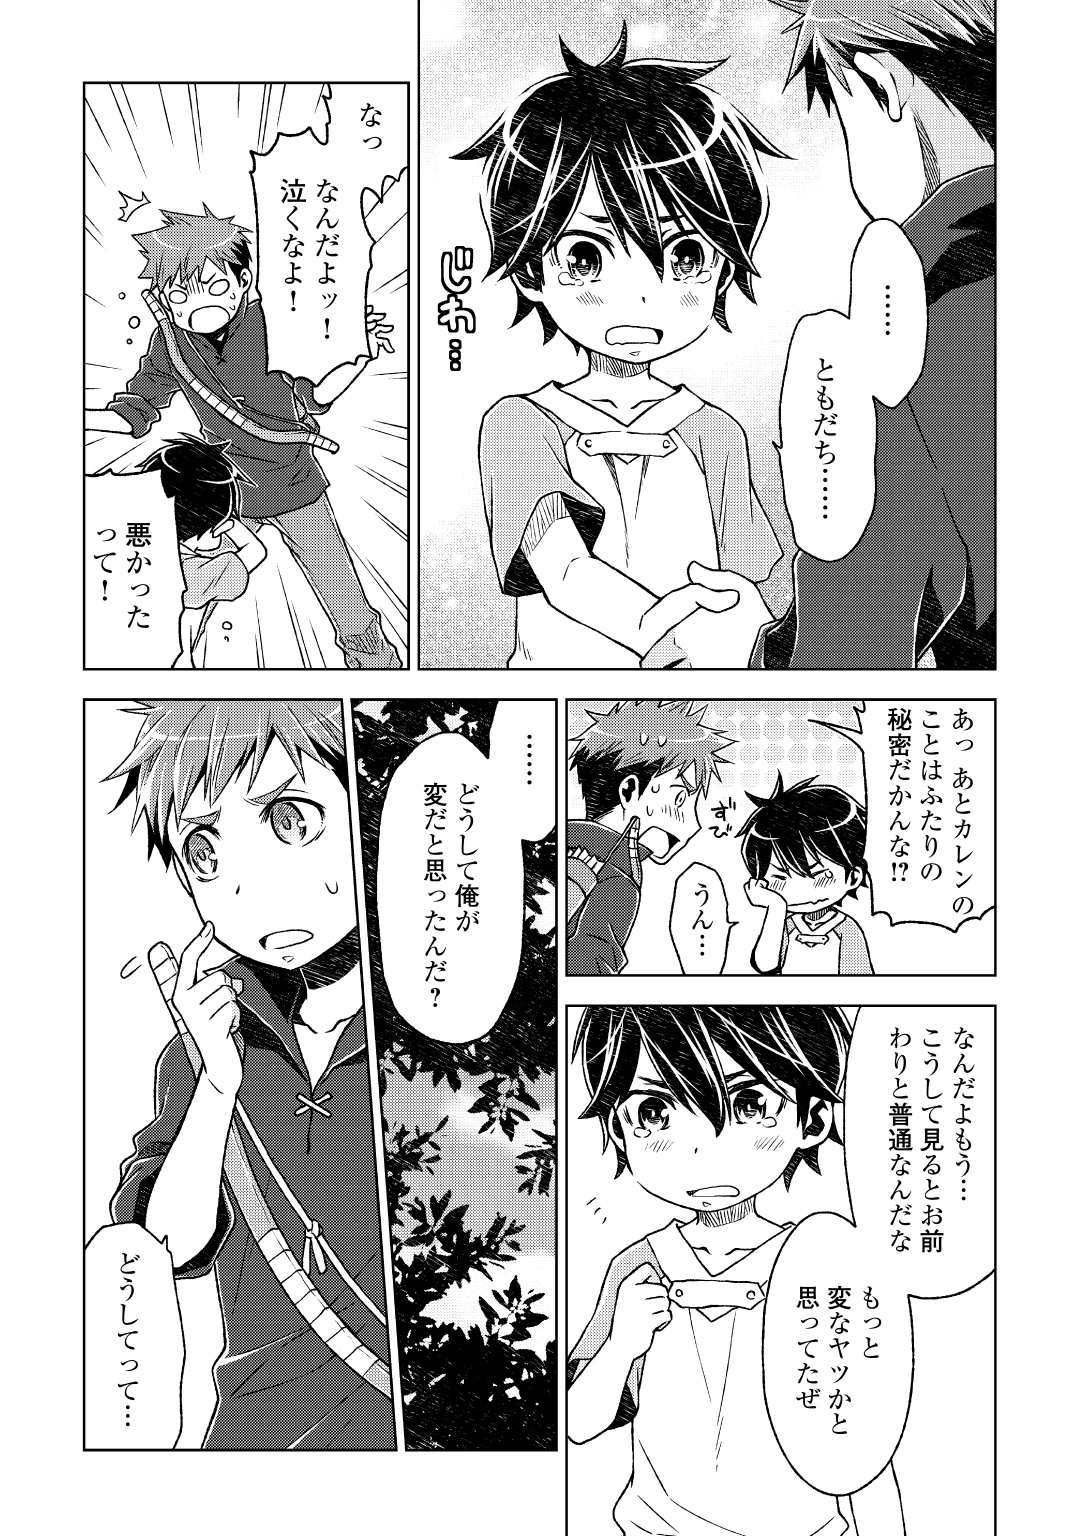 ……
ともだち……
じわ…
なっ
なんだよッ！
泣くなよ！
悪かった
って！
あっ あとカレンの
ことはふたりの
秘密だかんな!?
ずび
うん…
なんだよもう…
こうして見るとお前
わりと普通なんだな
もっと
変なヤツかと
思ってたぜ
……
どうして俺が
変だと思ったんだ？
どうしてって…